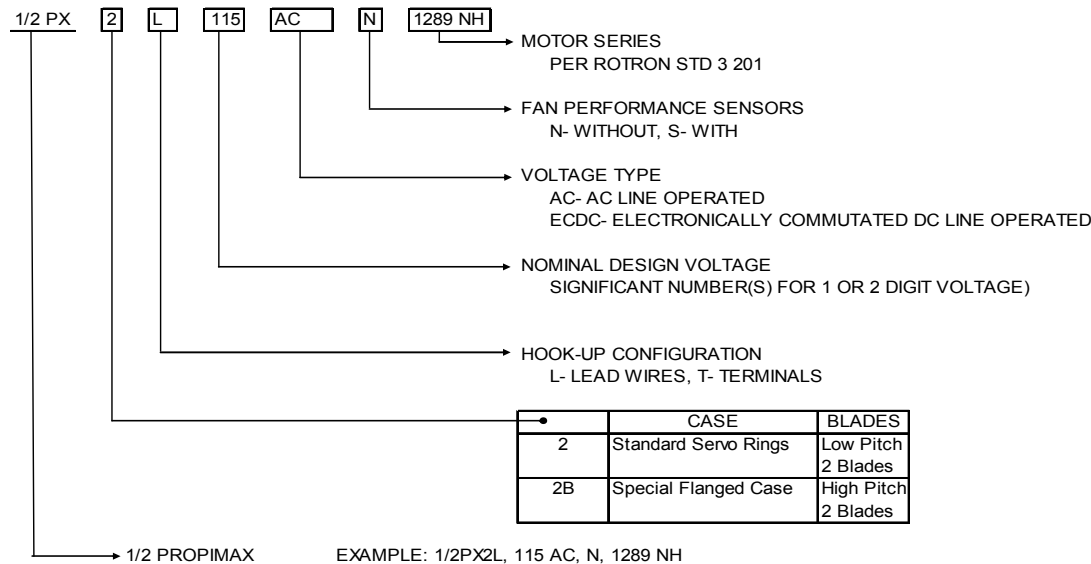 1/2 PX 2 L 115 AC N 1289 NH
MOTOR SERIES
PER ROTRON STD 3 201
FAN PERFORMANCE SENSORS
N- WITHOUT, S- WITH
VOLTAGE TYPE
AC- AC LINE OPERATED
ECDC- ELECTRONICALLY COMMUTATED DC LINE OPERATED
NOMINAL DESIGN VOLTAGE
SIGNIFICANT NUMBER(S) FOR 1 OR 2 DIGIT VOLTAGE)
HOOK-UP CONFIGURATION
L- LEAD WIRES, T- TERMINALS
CASE BLADES
2 Standard Servo Rings Low Pitch
2 Blades
2B Special Flanged Case High Pitch
2 Blades
1/2 PROPIMAX EXAMPLE: 1/2PX2L, 115 AC, N, 1289 NH